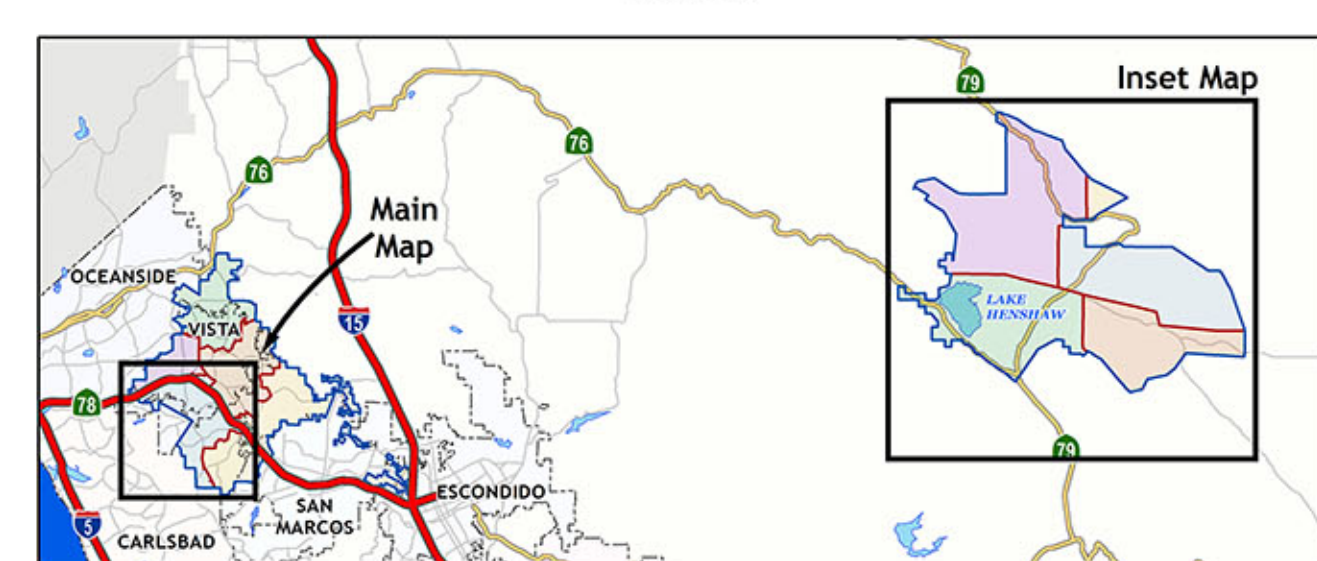 79
Inset Map
76
76
Main
Map
OCEANSIDE
LAKE
HENSHAW
15
VISTA
78
79
ESCONDIDO
SAN
MARCOS
5
CARLSBAD